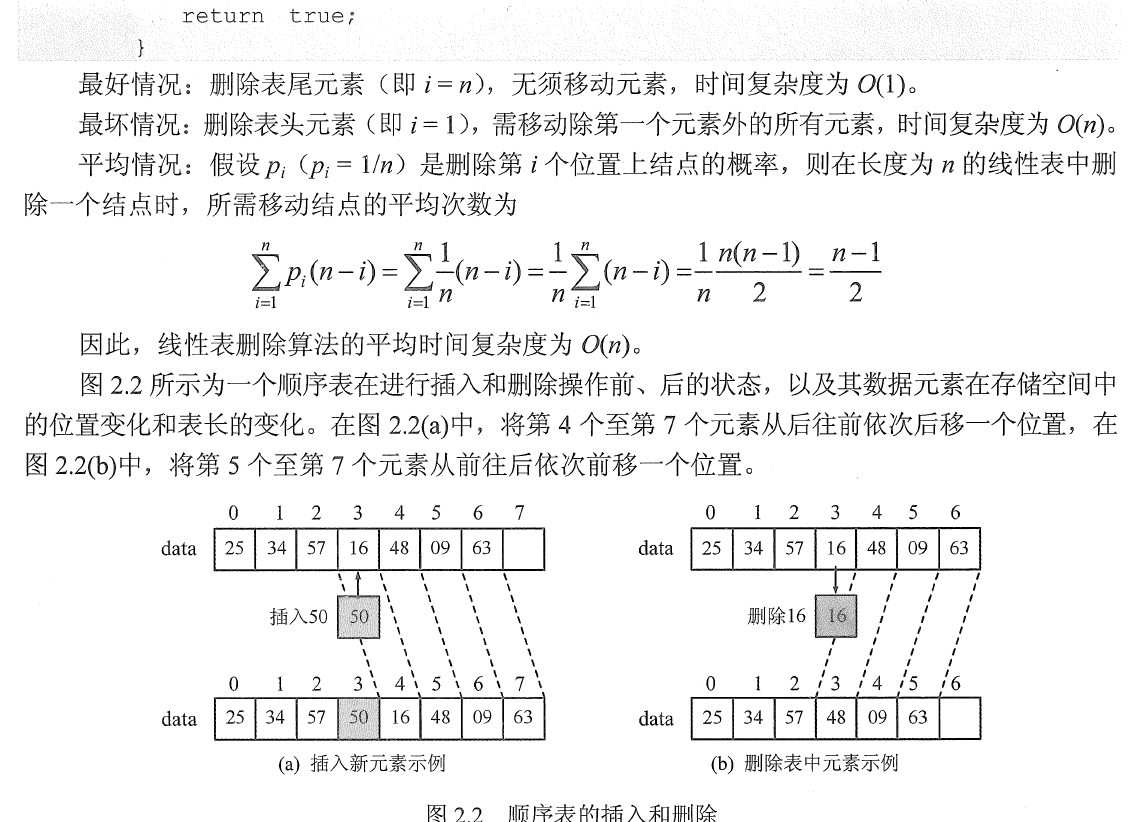 return true;
}
最好情况：删除表尾元素（即 i = n），无须移动元素，时间复杂度为 O(1)。
最坏情况：删除表头元素（即 i = 1），需移动除第一个元素外的所有元素，时间复杂度为 O(n)。
平均情况：假设 pᵢ（pᵢ = 1/n）是删除第 i 个位置上结点的概率，则在长度为 n 的线性表中删
除一个结点时，所需移动结点的平均次数为
∑ᵢ₌₁ⁿ pᵢ(n−i) = ∑ᵢ₌₁ⁿ 1/n (n−i) = 1/n ∑ᵢ₌₁ⁿ (n−i) = 1/n n(n−1)/2 = n−1/2
因此，线性表删除算法的平均时间复杂度为 O(n)。
图 2.2 所示为一个顺序表在进行插入和删除操作前、后的状态，以及其数据元素在存储空间中
的位置变化和表长的变化。在图 2.2(a)中，将第 4 个至第 7 个元素从后往前依次后移一个位置，在
图 2.2(b)中，将第 5 个至第 7 个元素从前往后依次前移一个位置。
0 1 2 3 4 5 6 7
data 25 34 57 16 48 09 63
插入50 50
0 1 2 3 4 5 6 7
data 25 34 57 50 16 48 09 63
(a) 插入新元素示例
0 1 2 3 4 5 6
data 25 34 57 16 48 09 63
删除16 16
0 1 2 3 4 5 6
data 25 34 57 48 09 63
(b) 删除表中元素示例
图 2.2 顺序表的插入和删除